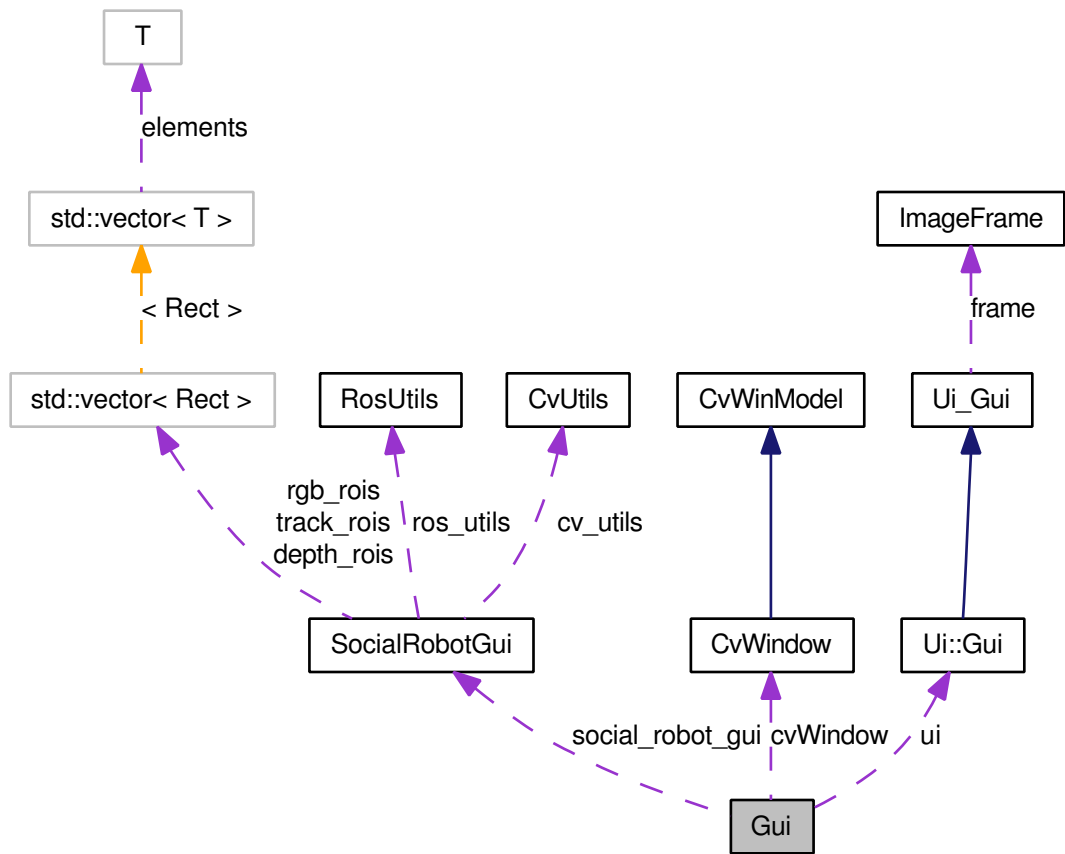 T
elements
std::vector< T >
ImageFrame
< Rect >
frame
std::vector< Rect >
RosUtils
CvUtils
CvWinModel
Ui_Gui
rgb_rois
track_rois
depth_rois
ros_utils
cv_utils
SocialRobotGui
CvWindow
Ui::Gui
social_robot_gui
cvWindow
ui
Gui